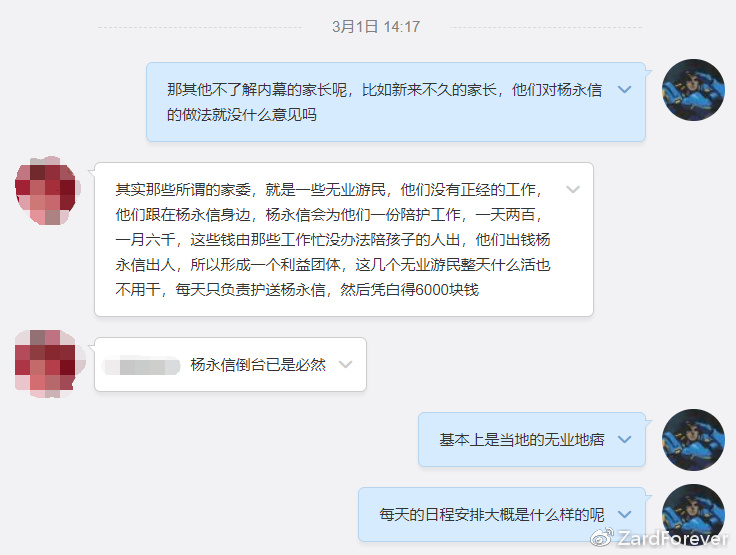 3月1日 14:17
那其他不了解内幕的家长呢，比如新来不久的家长，他们对杨永信
的做法就没什么意见吗
其实那些所谓的家委，就是一些无业游民，他们没有正经的工作，
他们跟在杨永信身边，杨永信会为他们一份陪护工作，一天两百，
一月六千，这些钱由那些工作忙没办法陪孩子的人出，他们出钱杨
永信出人，所以形成一个利益团体，这几个无业游民整天什么活也
不用干，每天只负责护送杨永信，然后凭白得6000块钱
杨永信倒台已是必然
基本上是当地的无业地痞
每天的日程安排大概是什么样的呢
ZardForever